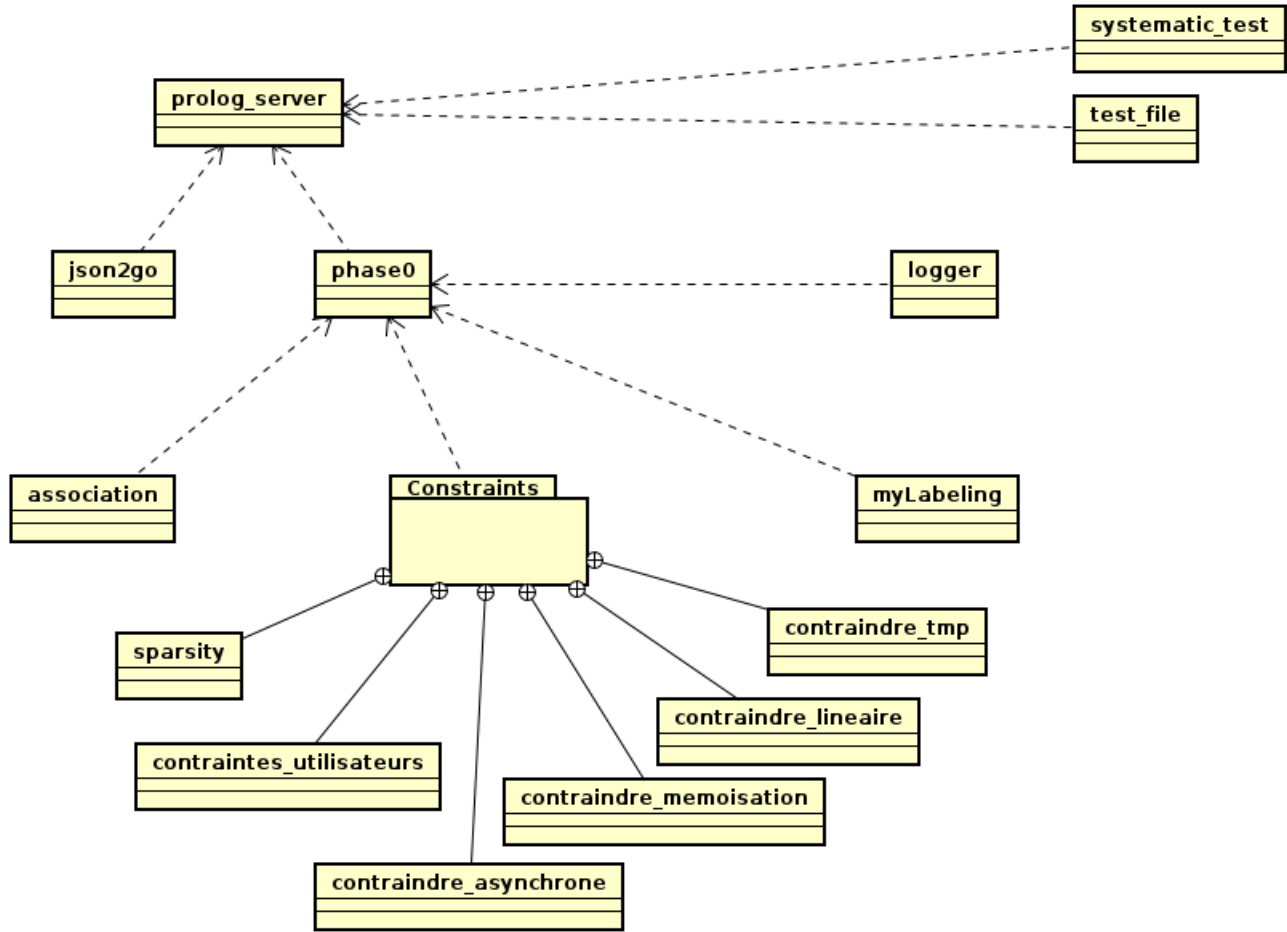 systematic_test
prolog_server
test_file
json2go
phase0
logger
association
Constraints
myLabeling
contraindre_tmp
sparsity
contraindre_lineaire
contraintes_utilisateurs
contraindre_memoisation
contraindre_asynchrone